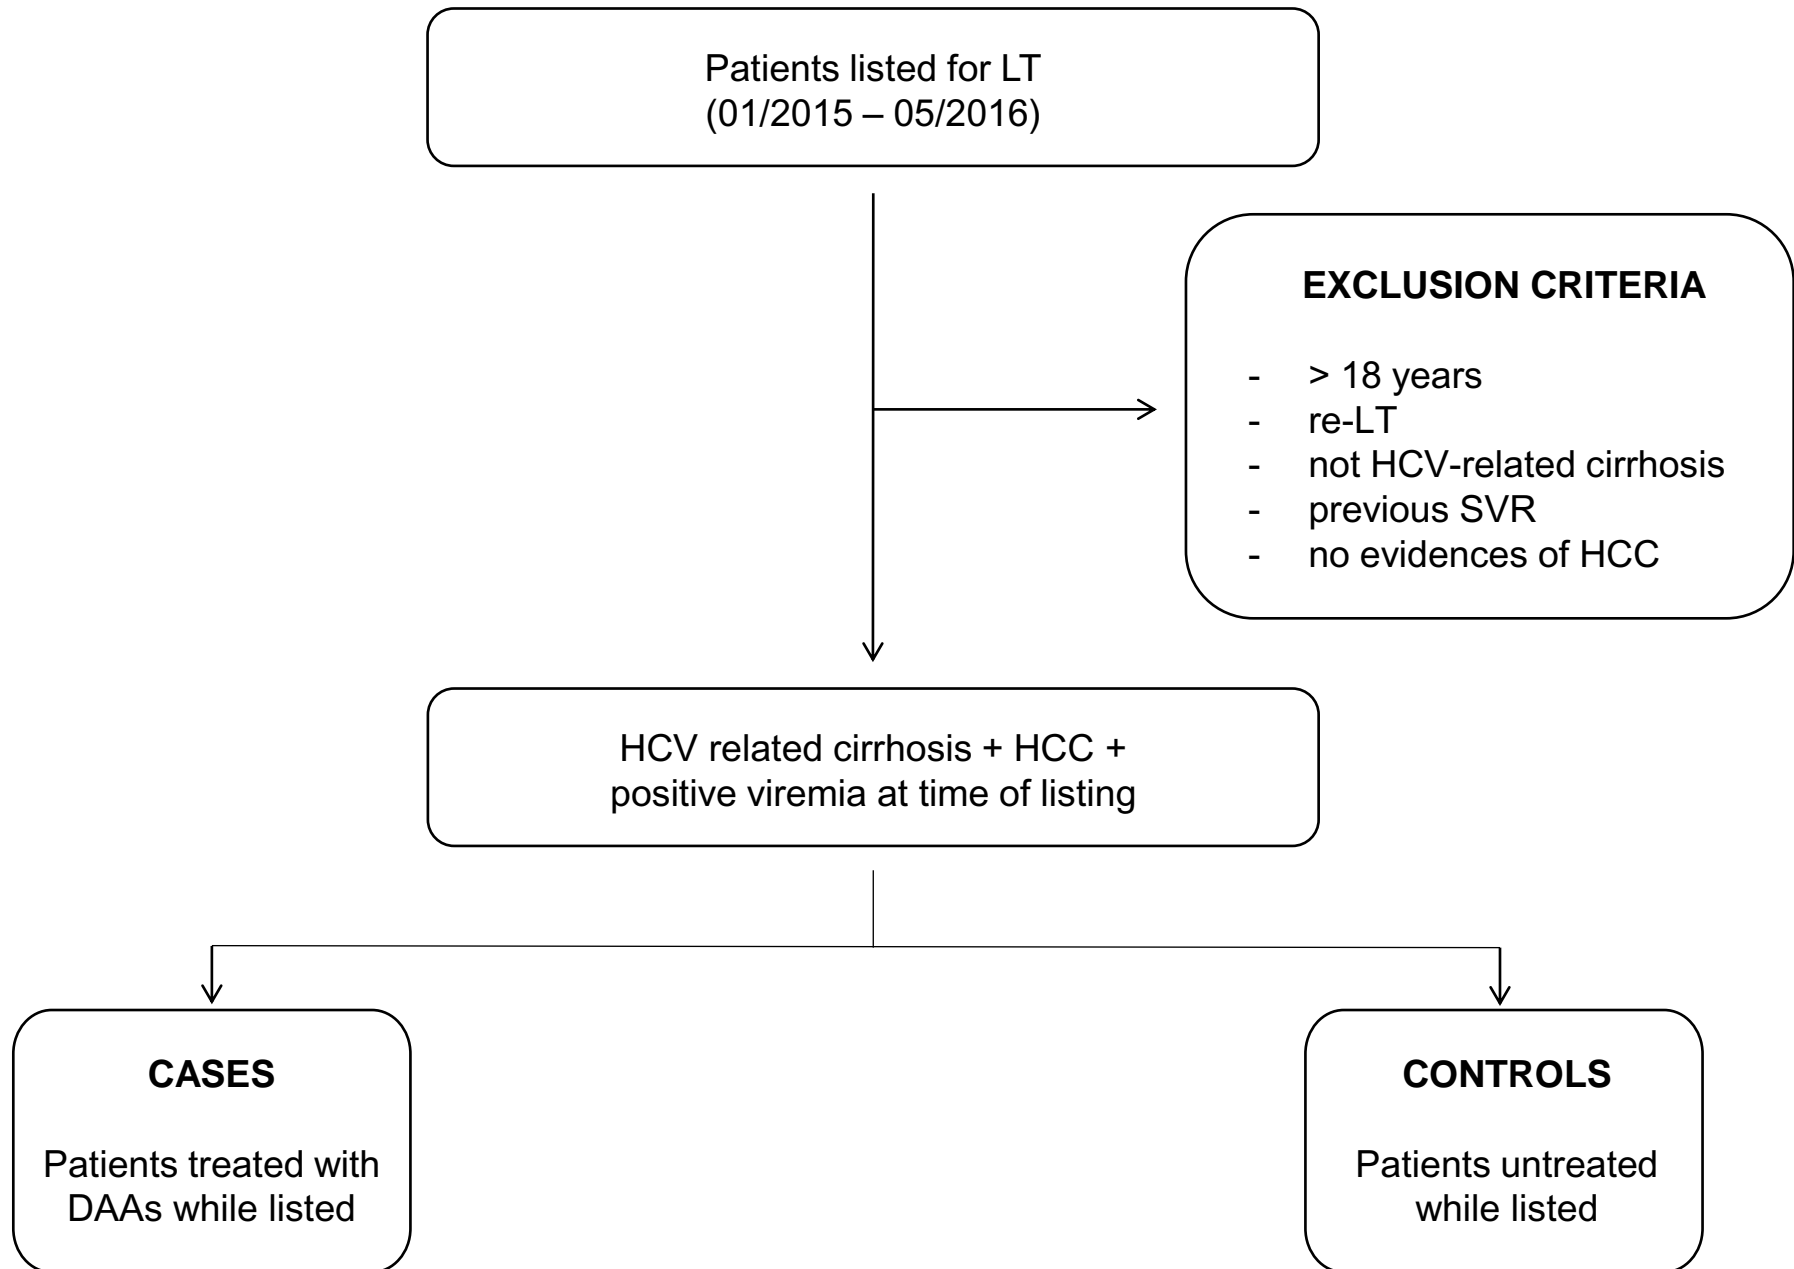 Patients listed for LT
(01/2015 – 05/2016)
EXCLUSION CRITERIA
- > 18 years
- re-LT
- not HCV-related cirrhosis
- previous SVR
- no evidences of HCC
HCV related cirrhosis + HCC +
positive viremia at time of listing
CASES
Patients treated with
DAAs while listed
CONTROLS
Patients untreated
while listed